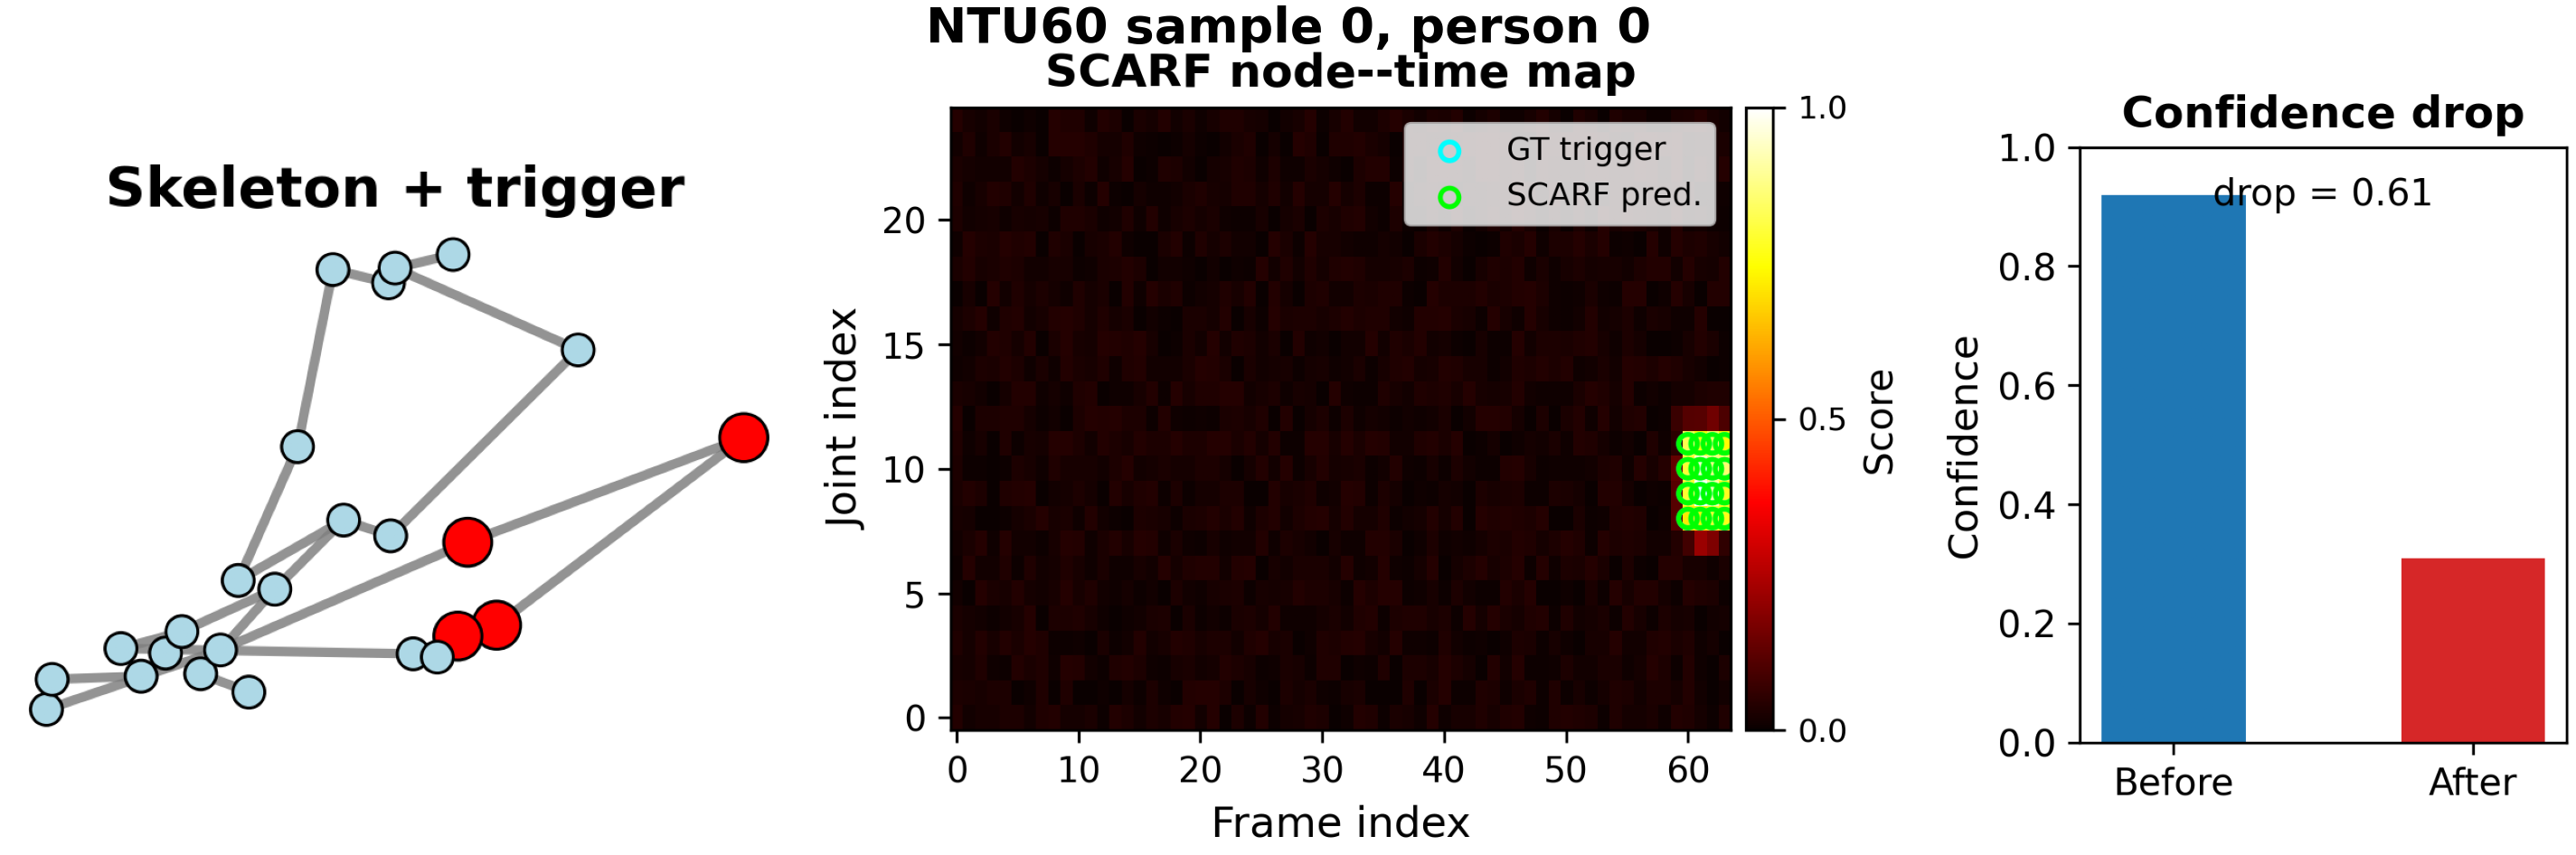 NTU60 sample 0, person 0
Skeleton + trigger
SCARF node--time map
GT trigger
SCARF pred.
Joint index
20
15
10
5
0
0 10 20 30 40 50 60
Frame index
1.0
0.5
0.0
Score
Confidence drop
drop = 0.61
Confidence
1.0
0.8
0.6
0.4
0.2
0.0
Before After